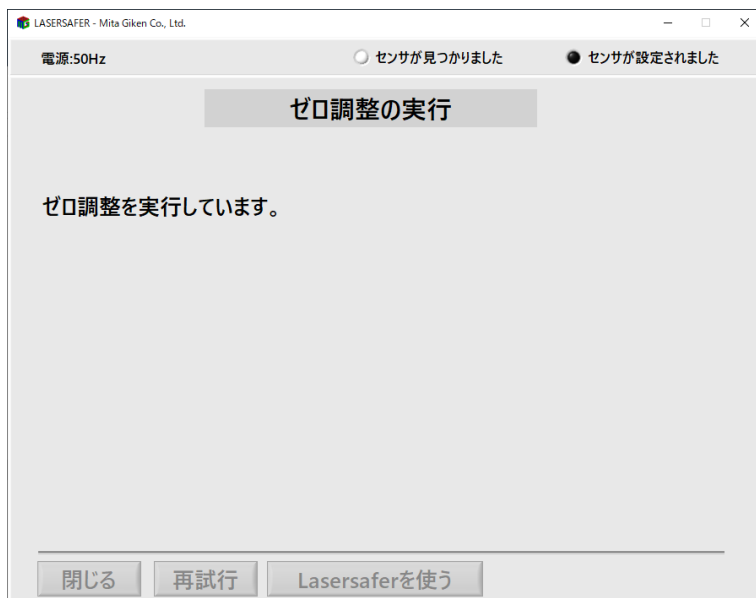 LASERSAFER - Mita Giken Co., Ltd.
電源:50Hz センサが見つかりました センサが設定されました
ゼロ調整の実行
ゼロ調整を実行しています。
閉じる 再試行 Lasersaferを使う